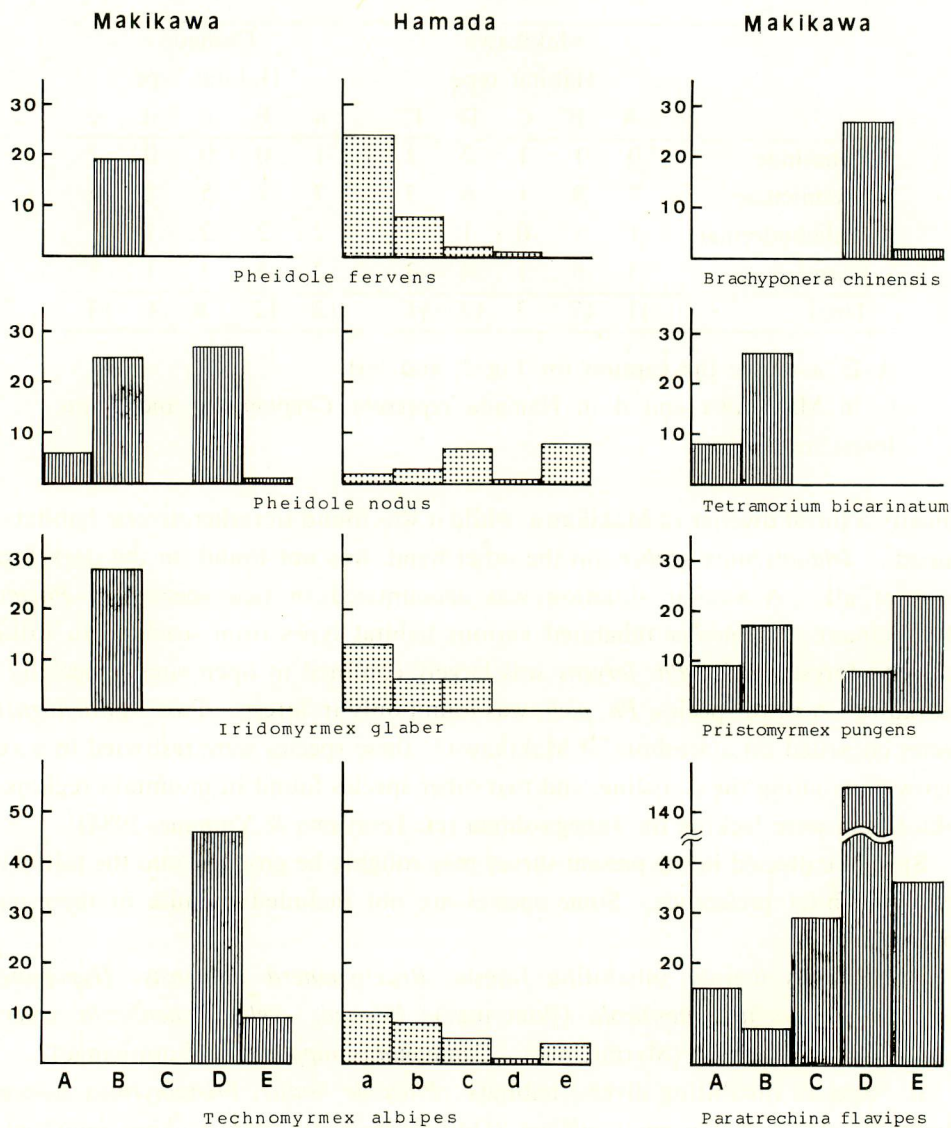 Makikawa Hamada Makikawa
30 30
20 20
10 10
Pheidole fervens Brachyponera chinensis
30 30
20 20
10 10
Pheidole nodus Tetramorium bicarinatum
30 30
20 20
10 10
Iridomyrmex glaber Pristomyrmex pungens
50 140
40 40
30 30
20 20
10
A B C D E a b c d e A B C D E
Technomyrmex albipes Paratrechina flavipes